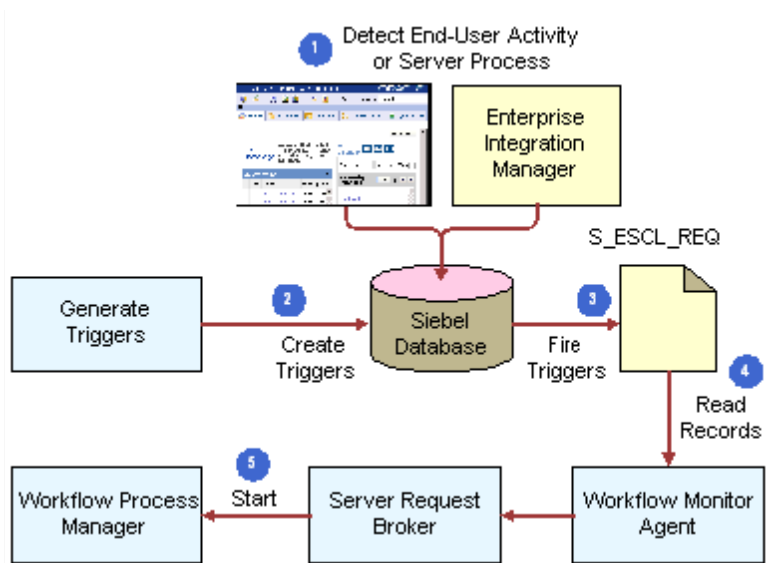 1
Detect End-User Activity
or Server Process
Enterprise
Integration
Manager
S_ESCL_REQ
Generate
Triggers
2
Create
Triggers
Siebel
Database
3
Fire
Triggers
4
Read
Records
Workflow Process
Manager
5
Start
Server Request
Broker
Workflow Monitor
Agent